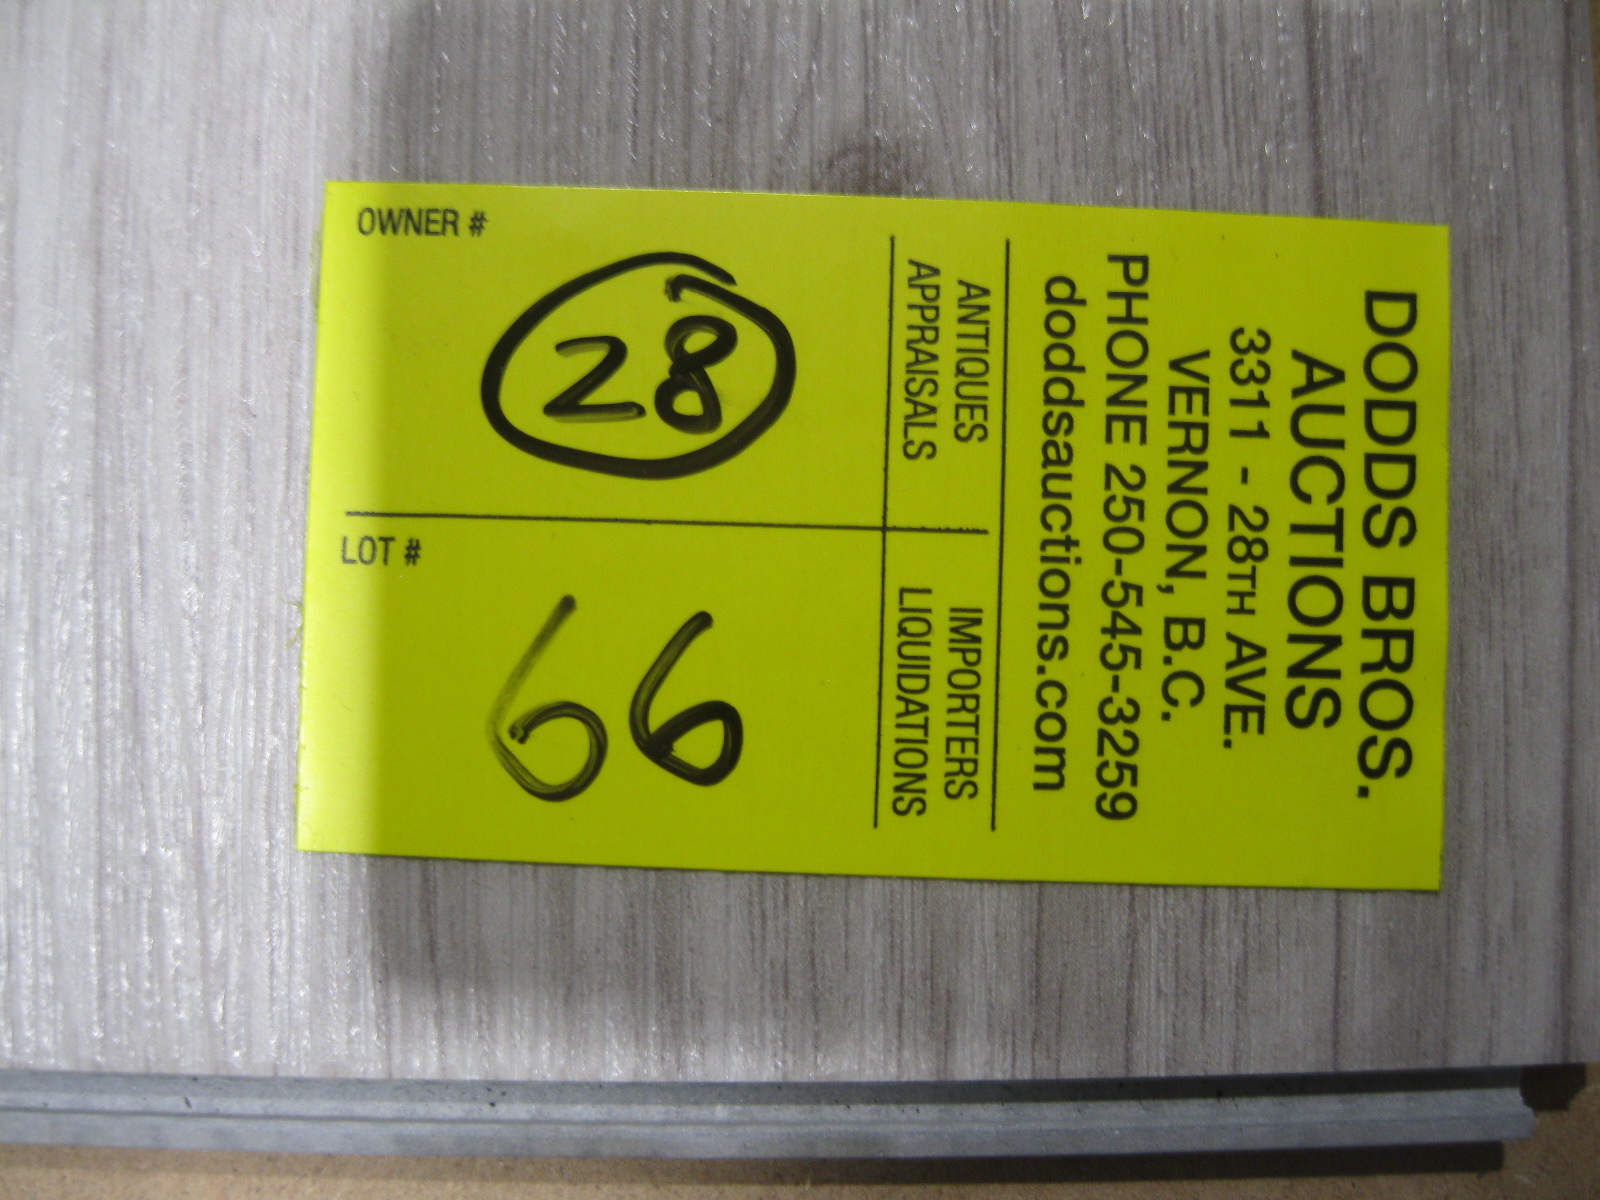 DODDS BROS.
AUCTIONS
3311 - 28TH AVE.
VERNON, B.C.
PHONE 250-545-3259
doddsauctions.com
ANTIQUES
APPRAISALS
IMPORTERS
LIQUIDATIONS
28
OWNER #
66
LOT #